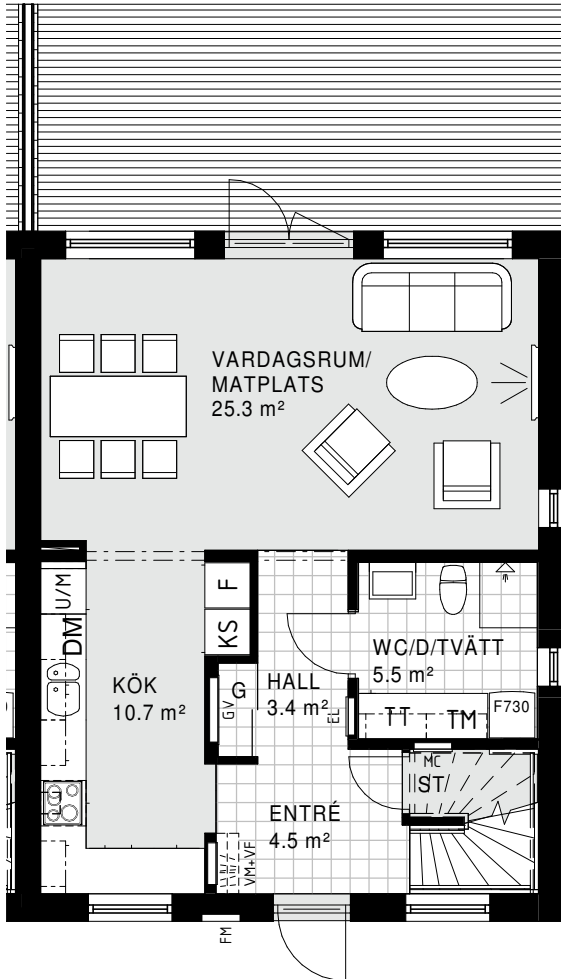 VARDAGSRUM/
MATPLATS
25.3 m²
U/M
DM
F
KS
KÖK
10.7 m²
G
GV
HALL
3.4 m²
EL
WC/D/TVÄTT
5.5 m²
TT
TM
F730
MC
ST
ENTRÉ
4.5 m²
VM+VF
FM